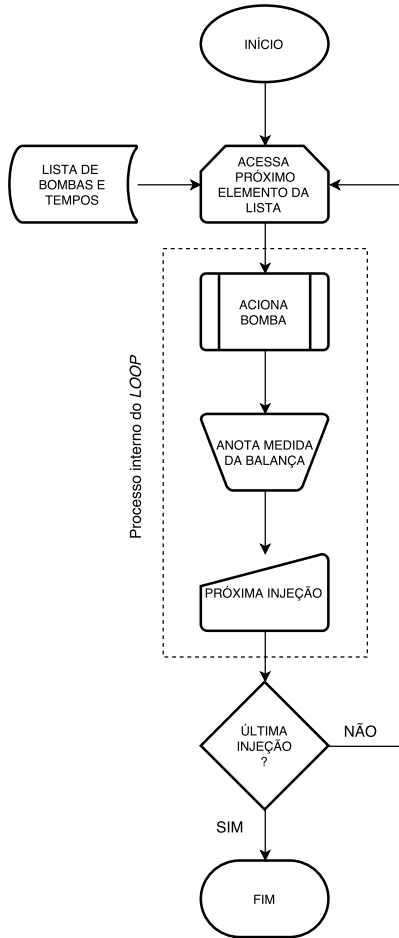 INÍCIO
LISTA DE
BOMBAS E
TEMPOS
ACESSA
PRÓXIMO
ELEMENTO DA
LISTA
Processo interno do LOOP
ACIONA
BOMBA
ANOTA MEDIDA
DA BALANÇA
PRÓXIMA INJEÇÃO
ÚLTIMA
INJEÇÃO
?
NÃO
SIM
FIM